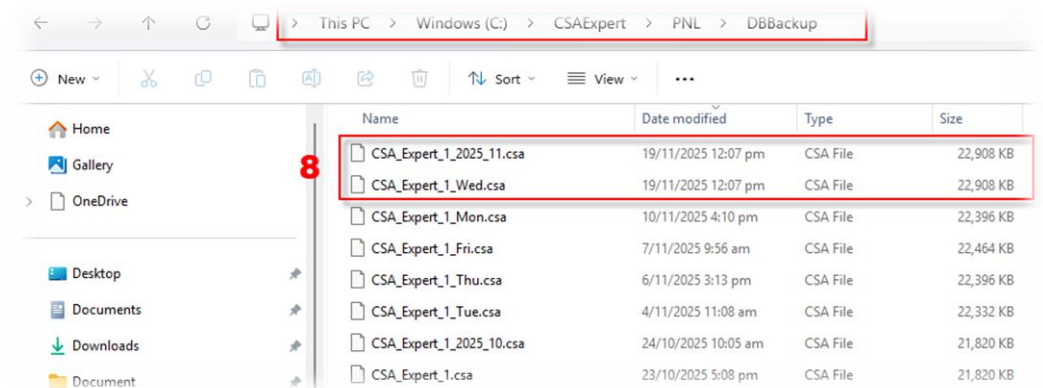 This PC > Windows (C:) > CSAExpert > PNL > DBBackup
New Sort View ...
Name Date modified Type Size
Home
Gallery
OneDrive
Desktop
Documents
Downloads
Document
8
CSA_Expert_1_2025_11.csa 19/11/2025 12:07 pm CSA File 22,908 KB
CSA_Expert_1_Wed.csa 19/11/2025 12:07 pm CSA File 22,908 KB
CSA_Expert_1_Mon.csa 10/11/2025 4:10 pm CSA File 22,396 KB
CSA_Expert_1_Fri.csa 7/11/2025 9:56 am CSA File 22,464 KB
CSA_Expert_1_Thu.csa 6/11/2025 3:13 pm CSA File 22,396 KB
CSA_Expert_1_Tue.csa 4/11/2025 11:08 am CSA File 22,332 KB
CSA_Expert_1_2025_10.csa 24/10/2025 10:05 am CSA File 21,820 KB
CSA_Expert_1.csa 23/10/2025 5:08 pm CSA File 21,820 KB